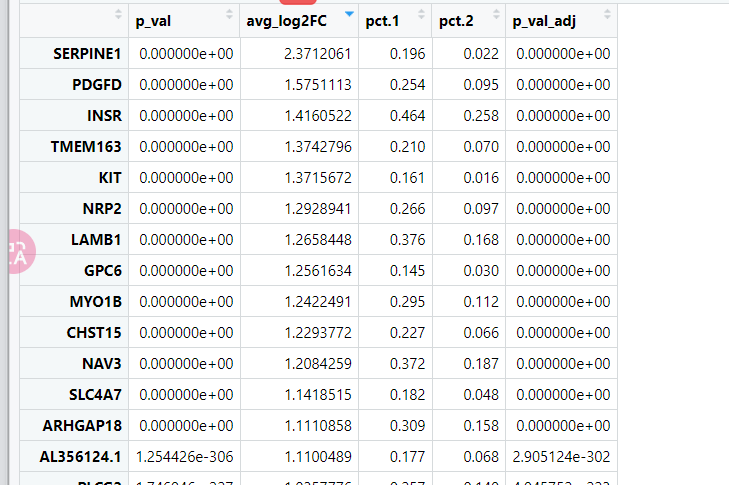 p_val avg_log2FC pct.1 pct.2 p_val_adj
SERPINE1 0.000000e+00 2.3712061 0.196 0.022 0.000000e+00
PDGFD 0.000000e+00 1.5751113 0.254 0.095 0.000000e+00
INSR 0.000000e+00 1.4160522 0.464 0.258 0.000000e+00
TMEM163 0.000000e+00 1.3742796 0.210 0.070 0.000000e+00
KIT 0.000000e+00 1.3715672 0.161 0.016 0.000000e+00
NRP2 0.000000e+00 1.2928941 0.266 0.097 0.000000e+00
LAMB1 0.000000e+00 1.2658448 0.376 0.168 0.000000e+00
GPC6 0.000000e+00 1.2561634 0.145 0.030 0.000000e+00
MYO1B 0.000000e+00 1.2422491 0.295 0.112 0.000000e+00
CHST15 0.000000e+00 1.2293772 0.227 0.066 0.000000e+00
NAV3 0.000000e+00 1.2084259 0.372 0.187 0.000000e+00
SLC4A7 0.000000e+00 1.1418515 0.182 0.048 0.000000e+00
ARHGAP18 0.000000e+00 1.1110858 0.309 0.158 0.000000e+00
AL356124.1 1.254426e-306 1.1100489 0.177 0.068 2.905124e-302